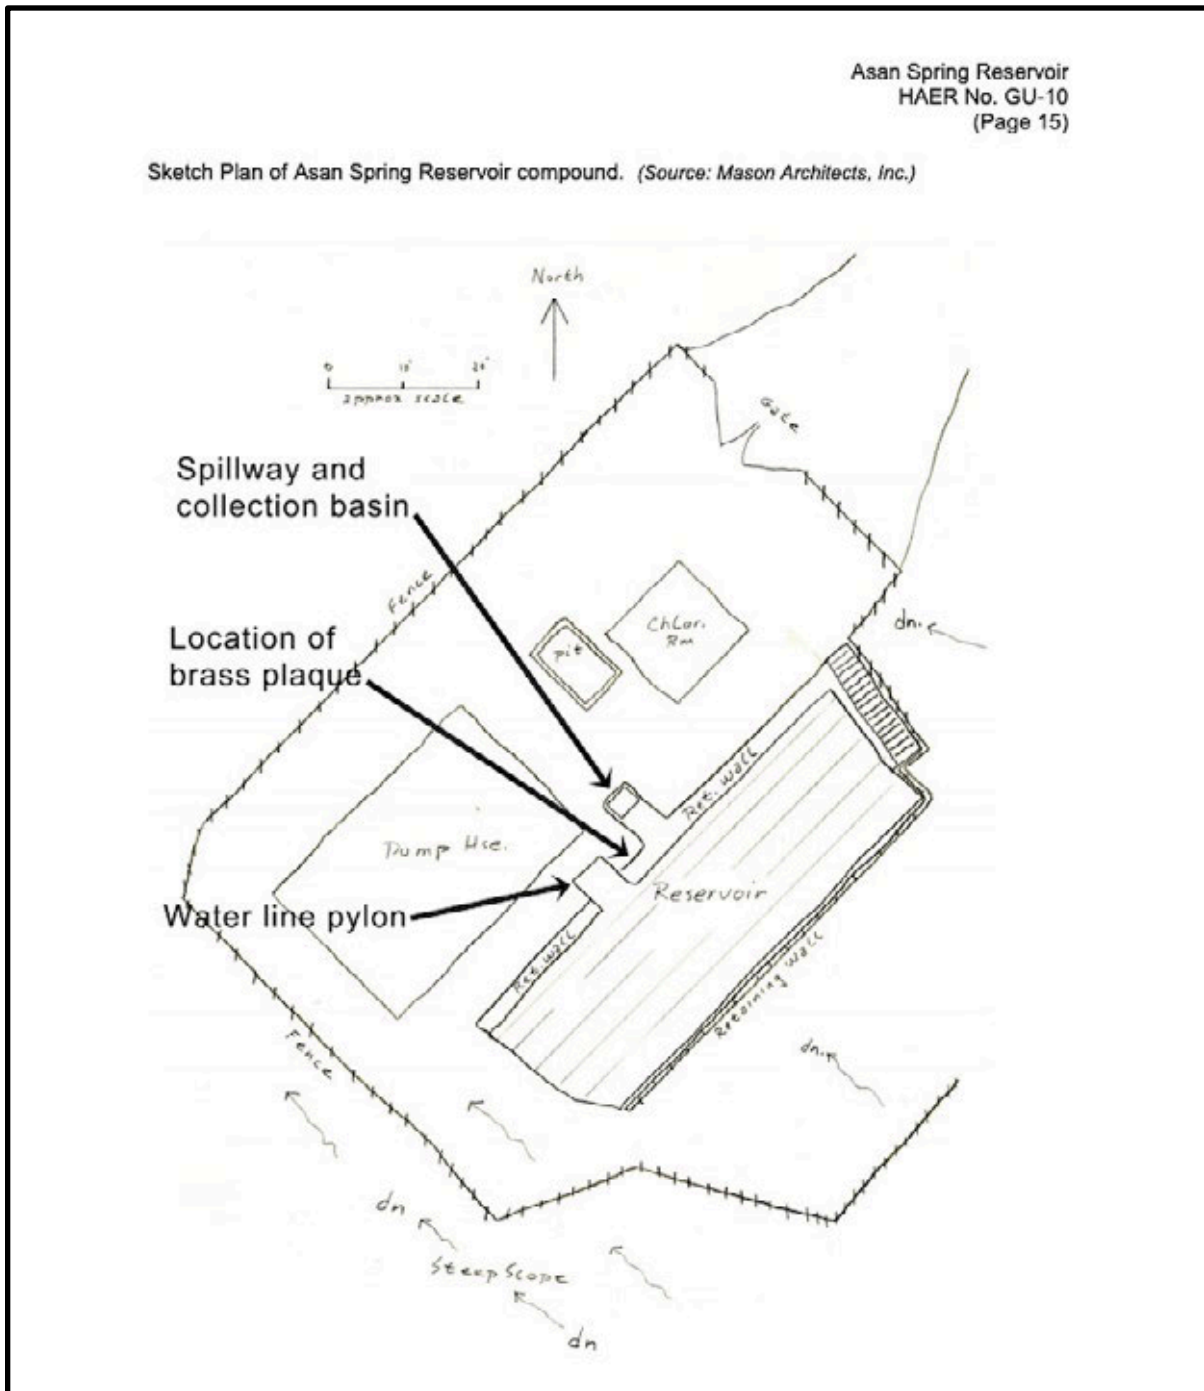 Asan Spring Reservoir
HAER No. GU-10
(Page 15)
Sketch Plan of Asan Spring Reservoir compound. (Source: Mason Architects, Inc.)
North
0 10' 20'
approx scale
Gate
Spillway and
collection basin
Fence
Chlor.
Rm
dn.
pit
Location of
brass plaque
Ret. Wall
Pump Hse.
Reservoir
Water line pylon
Ret. Wall
Retaining Wall
Fence
dn.
dn
Steep Scope
dn